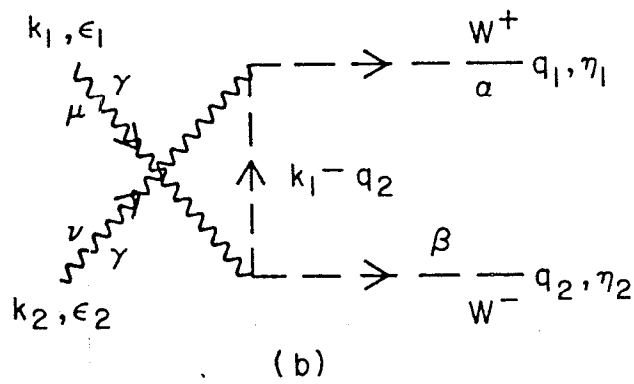 k₁, ϵ₁
γ
μ
W⁺
α
q₁, η₁
k₁ − q₂
ν
γ
β
W⁻
q₂, η₂
k₂, ϵ₂
(b)